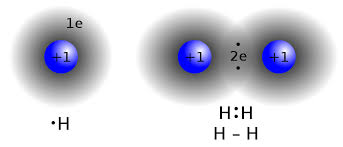 1e
+1
·H
+1 2e +1
H:H
H – H